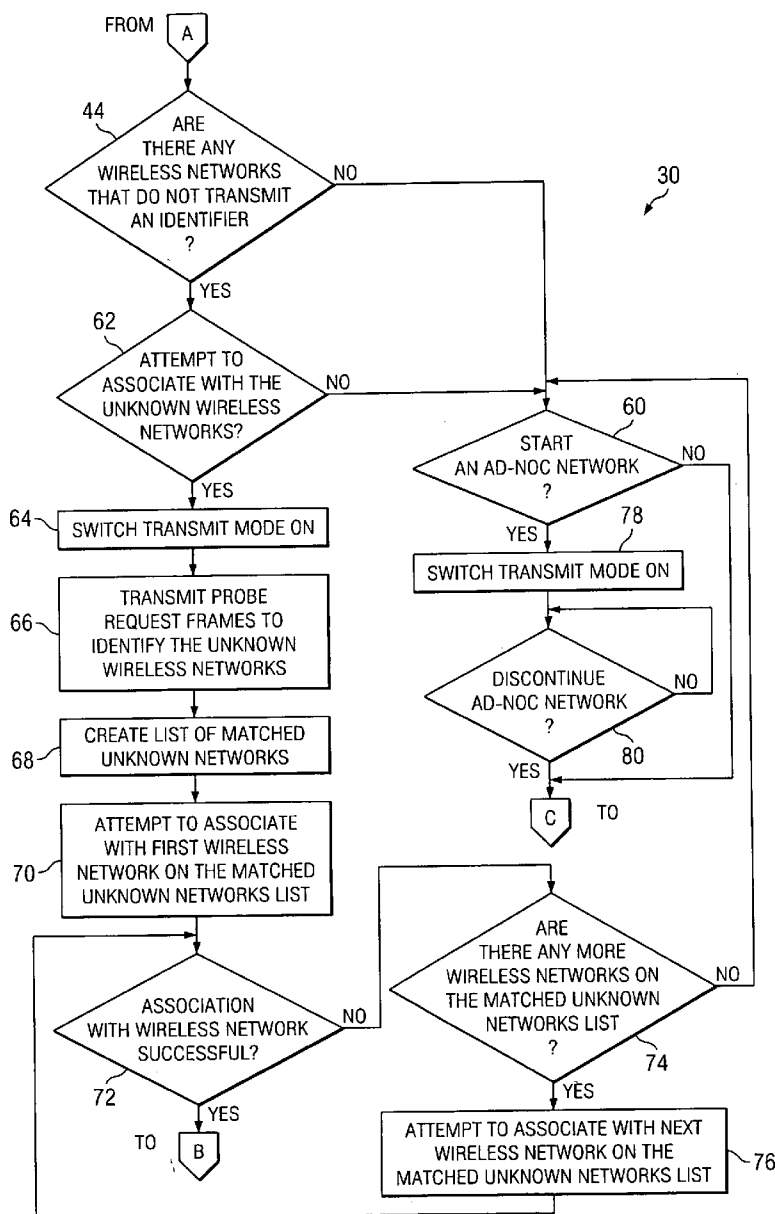 FROM
A
44
ARE
THERE ANY
WIRELESS NETWORKS
THAT DO NOT TRANSMIT
AN IDENTIFIER
?
NO
30
YES
62
ATTEMPT TO
ASSOCIATE WITH THE
UNKNOWN WIRELESS
NETWORKS?
NO
YES
60
START
AN AD-NOC NETWORK
?
NO
YES
64
SWITCH TRANSMIT MODE ON
78
SWITCH TRANSMIT MODE ON
66
TRANSMIT PROBE
REQUEST FRAMES TO
IDENTIFY THE UNKNOWN
WIRELESS NETWORKS
DISCONTINUE
AD-NOC NETWORK
?
NO
80
YES
C
TO
68
CREATE LIST OF MATCHED
UNKNOWN NETWORKS
70
ATTEMPT TO ASSOCIATE
WITH FIRST WIRELESS
NETWORK ON THE MATCHED
UNKNOWN NETWORKS LIST
ASSOCIATION
WITH WIRELESS NETWORK
SUCCESSFUL?
NO
72
YES
TO
B
ARE
THERE ANY MORE
WIRELESS NETWORKS ON
THE MATCHED UNKNOWN
NETWORKS LIST
?
NO
74
YES
ATTEMPT TO ASSOCIATE WITH NEXT
WIRELESS NETWORK ON THE
MATCHED UNKNOWN NETWORKS LIST
76